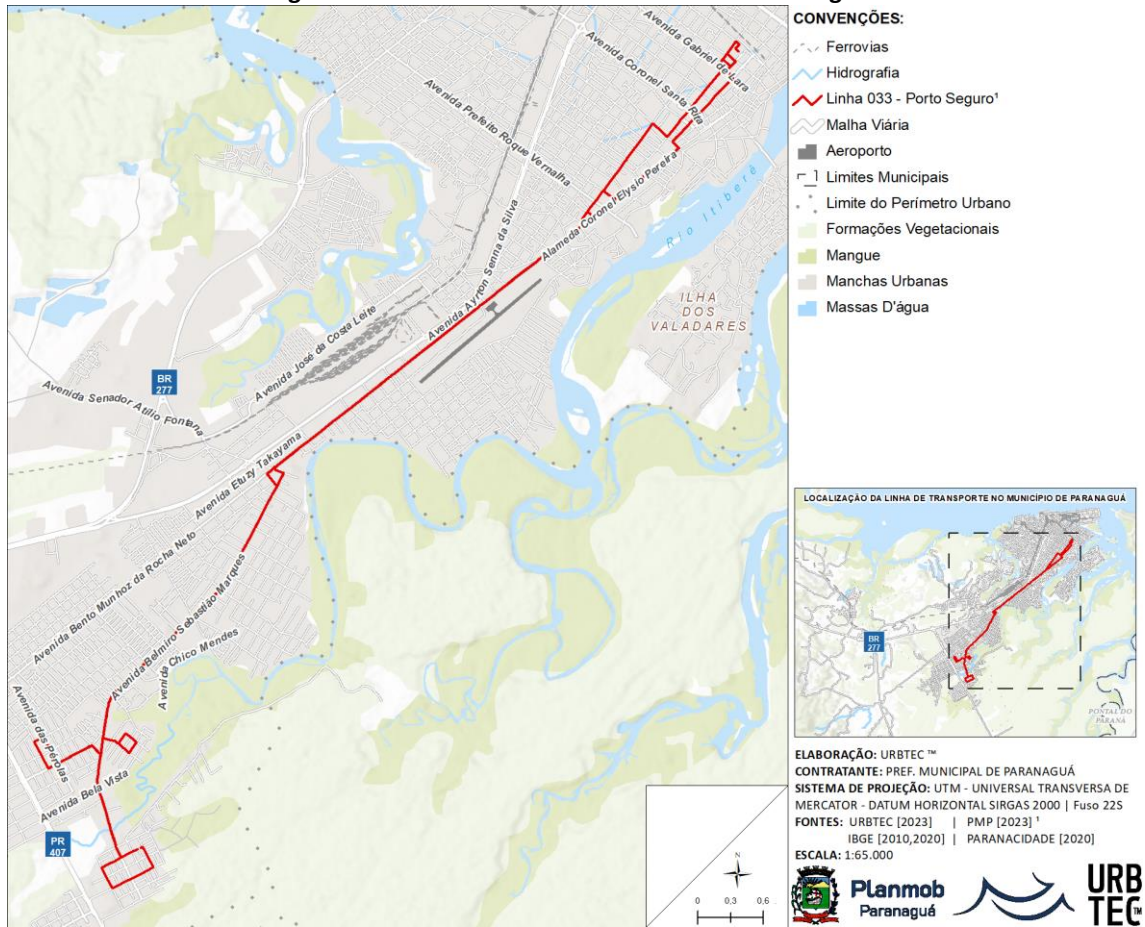 CONVENÇÕES:
Ferrovias
Hidrografia
Linha 033 - Porto Seguro¹
Malha Viária
Aeroporto
Limites Municipais
Limite do Perímetro Urbano
Formações Vegetacionais
Mangue
Manchas Urbanas
Massas D'água
Avenida Gabriel de Lara
Avenida Coronel Santa Rita
Avenida Prefeito Roque Vernalha
Alameda Coronel Elysio Pereira
Rio Itiberê
Avenida Ayrton Senna da Silva
ILHA
DOS
VALADARES
Avenida José da Costa Leite
BR
277
Avenida Senador Atílio Fontana
Avenida Etuzy Takayama
Avenida Bento Munhoz da Rocha Neto
Avenida Belmiro Sebastião Marques
Avenida Chico Mendes
Avenida das Pérolas
Avenida Bela Vista
PR
407
N
0 0,3 0,6
LOCALIZAÇÃO DA LINHA DE TRANSPORTE NO MUNICÍPIO DE PARANAGUÁ
BR
277
PONTAL DO
PARANÁ
ELABORAÇÃO: URBTEC ™
CONTRATANTE: PREF. MUNICIPAL DE PARANAGUÁ
SISTEMA DE PROJEÇÃO: UTM - UNIVERSAL TRANSVERSA DE
MERCATOR - DATUM HORIZONTAL SIRGAS 2000 | Fuso 22S
FONTES: URBTEC [2023] | PMP [2023] ¹
IBGE [2010,2020] | PARANACIDADE [2020]
ESCALA: 1:65.000
Planmob
Paranaguá
URB
TEC™